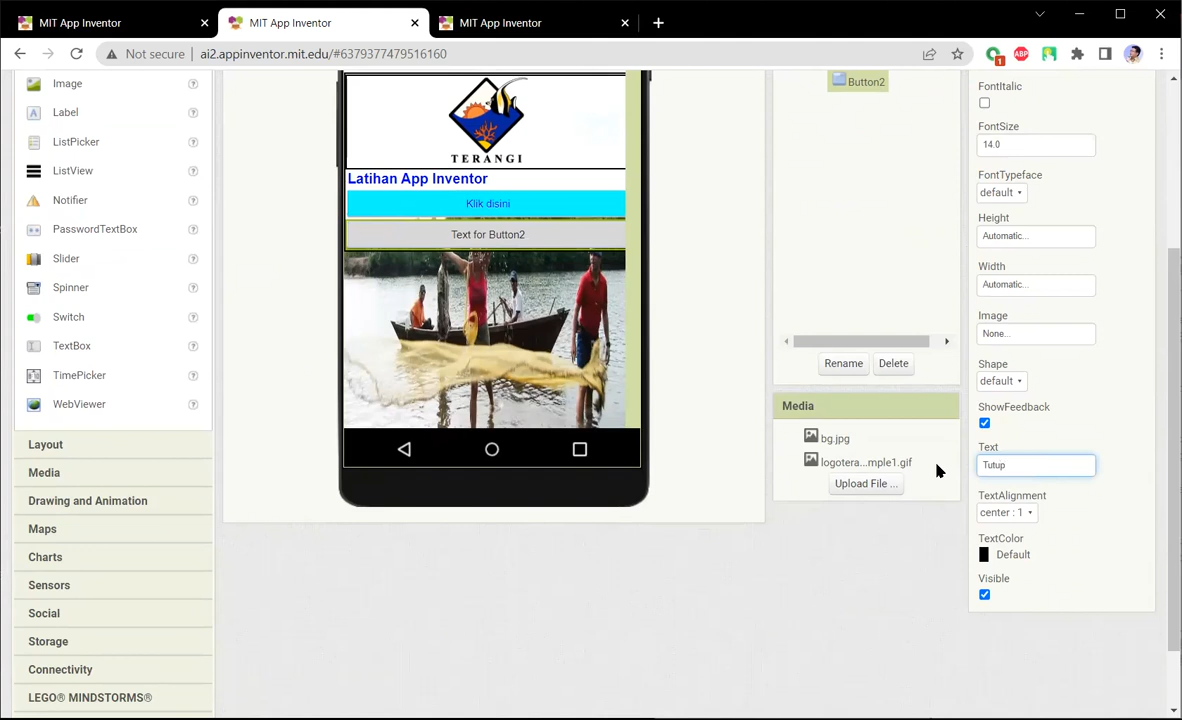 MIT App Inventor
MIT App Inventor
MIT App Inventor
Not secure
ai2.appinventor.mit.edu/#6379377479516160
1
ABP
Image
Label
ListPicker
ListView
Notifier
PasswordTextBox
Slider
Spinner
Switch
TextBox
TimePicker
WebViewer
Layout
Media
Drawing and Animation
Maps
Charts
Sensors
Social
Storage
Connectivity
LEGO® MINDSTORMS®
TERANGI
Latihan App Inventor
Klik disini
Text for Button2
Button2
Rename
Delete
Media
bg.jpg
logotera...mple1.gif
Upload File ...
FontItalic
FontSize
14.0
FontTypeface
default
Height
Automatic...
Width
Automatic...
Image
None...
Shape
default
ShowFeedback
Text
Tutup
TextAlignment
center : 1
TextColor
Default
Visible